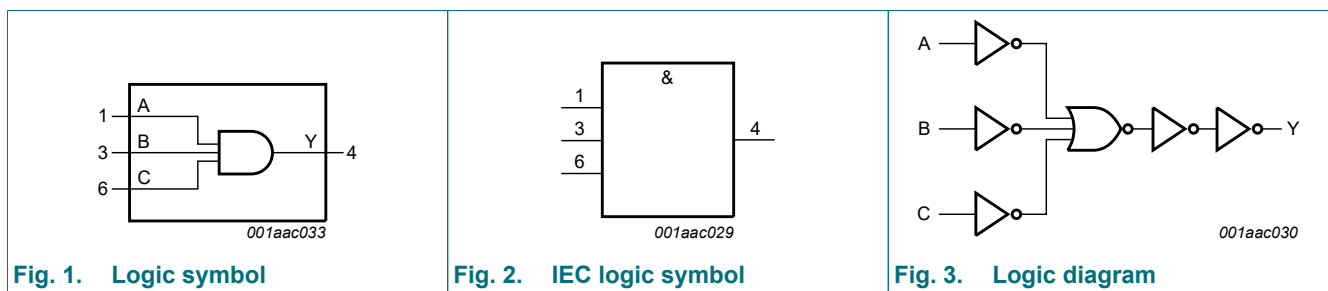 A
1
B
Y
3
4
C
6
001aac033
Fig. 1. Logic symbol
&
1
3
4
6
001aac029
Fig. 2. IEC logic symbol
A
B
Y
C
001aac030
Fig. 3. Logic diagram